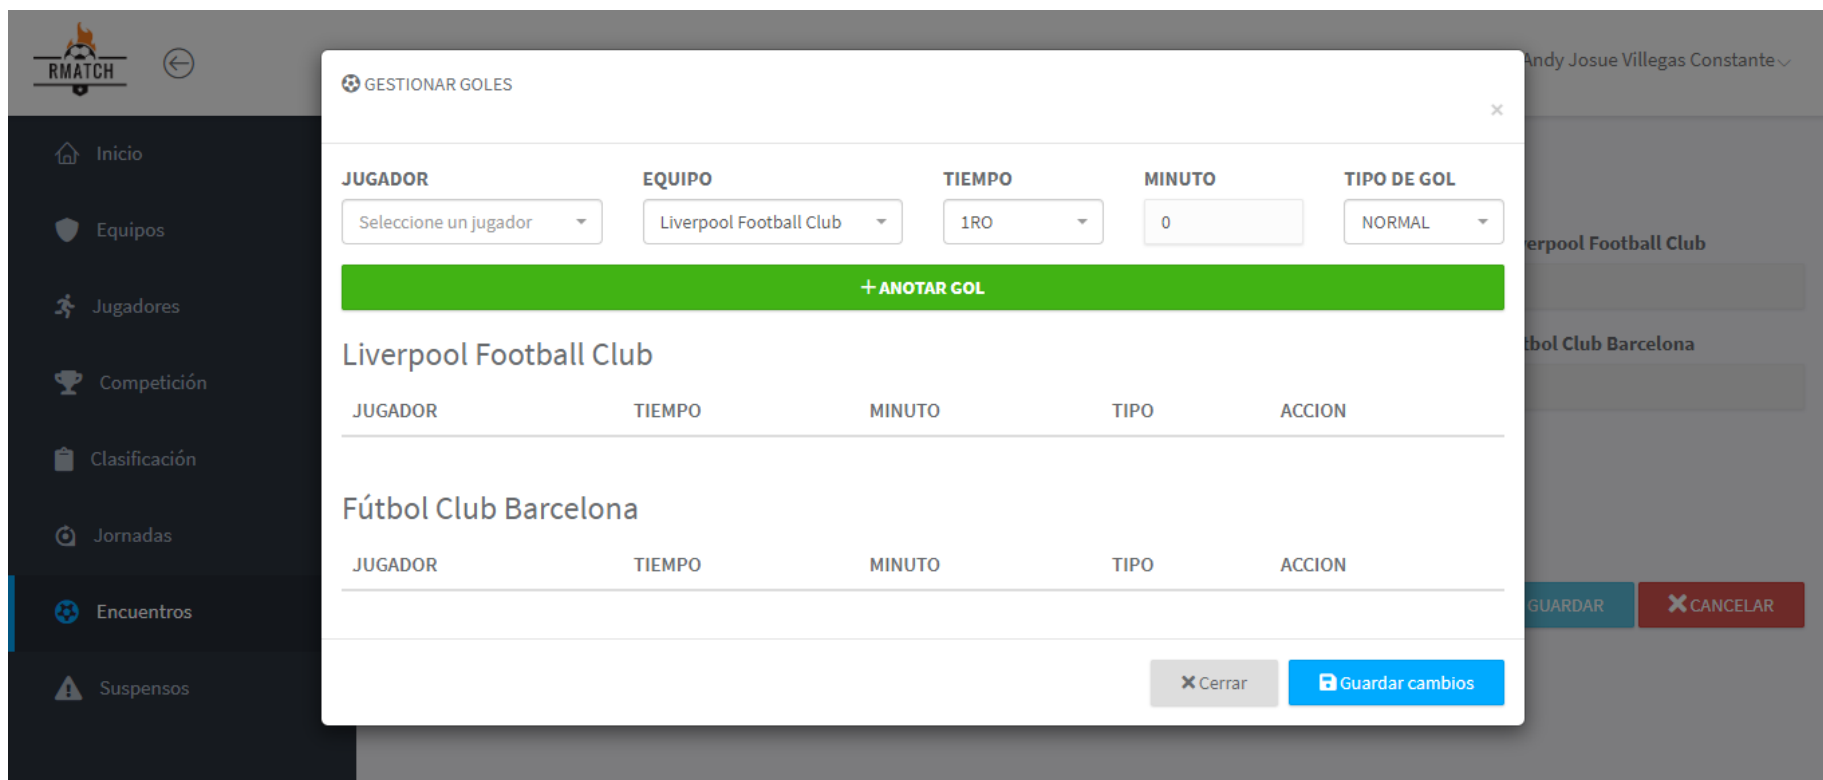 RMATCH
Andy Josue Villegas Constante
Inicio
Equipos
Jugadores
Competición
Clasificación
Jornadas
Encuentros
Suspensos
GESTIONAR GOLES
×
JUGADOR EQUIPO TIEMPO MINUTO TIPO DE GOL
Seleccione un jugador Liverpool Football Club 1RO 0 NORMAL
+ ANOTAR GOL
Liverpool Football Club
JUGADOR TIEMPO MINUTO TIPO ACCION
Fútbol Club Barcelona
JUGADOR TIEMPO MINUTO TIPO ACCION
Cerrar Guardar cambios
erpool Football Club
tbol Club Barcelona
GUARDAR CANCELAR